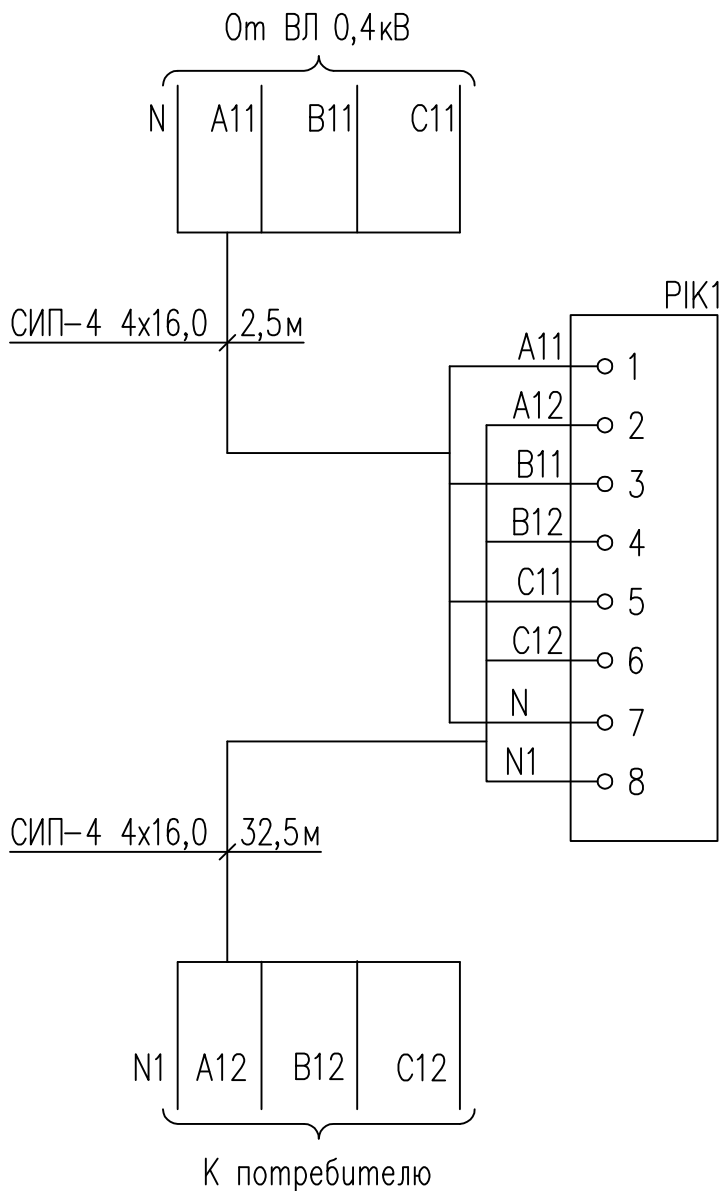 От ВЛ 0,4кВ
N A11 B11 C11
СИП-4 4х16,0 2,5м
PIK1
A11 1
A12 2
B11 3
B12 4
C11 5
C12 6
N 7
N1 8
СИП-4 4х16,0 32,5м
N1 A12 B12 C12
К потребителю